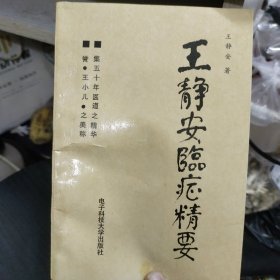 王静安 著
王静安臨症精要
■集五十年医道之精华
■誉●王小儿●之美称
电子科技大学出版社